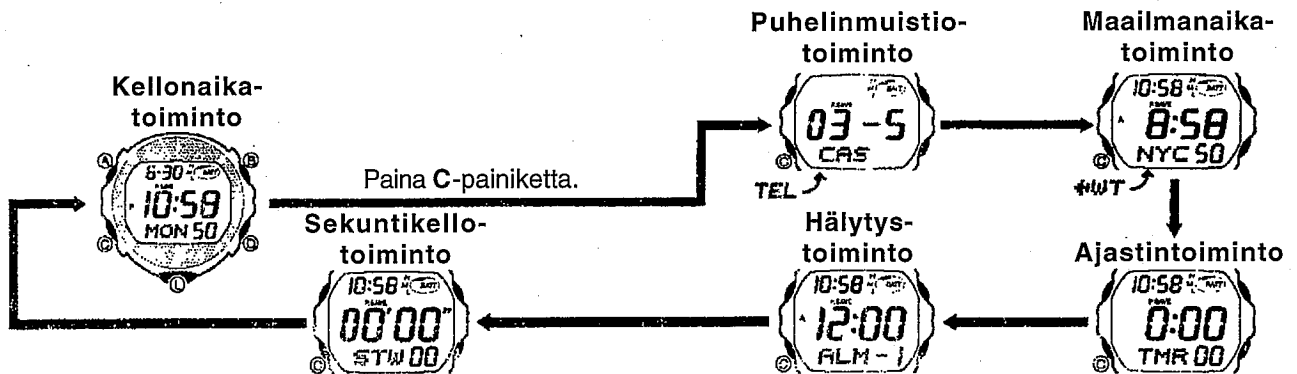 Puhelinmuistio-
toiminto
Maailmanaika-
toiminto
Kellonaika-
toiminto
A
B
C
D
L
8-30
10:58
MON 50
Paina C-painiketta.
03-5
CAS
C
TEL
10:58
A
8:58
NYC 50
C
WT
Sekuntikello-
toiminto
10:58
00'00"
STW 00
C
Hälytys-
toiminto
10:58
A
12:00
ALM-1
C
Ajastintoiminto
10:58
0:00
TMR 00
C